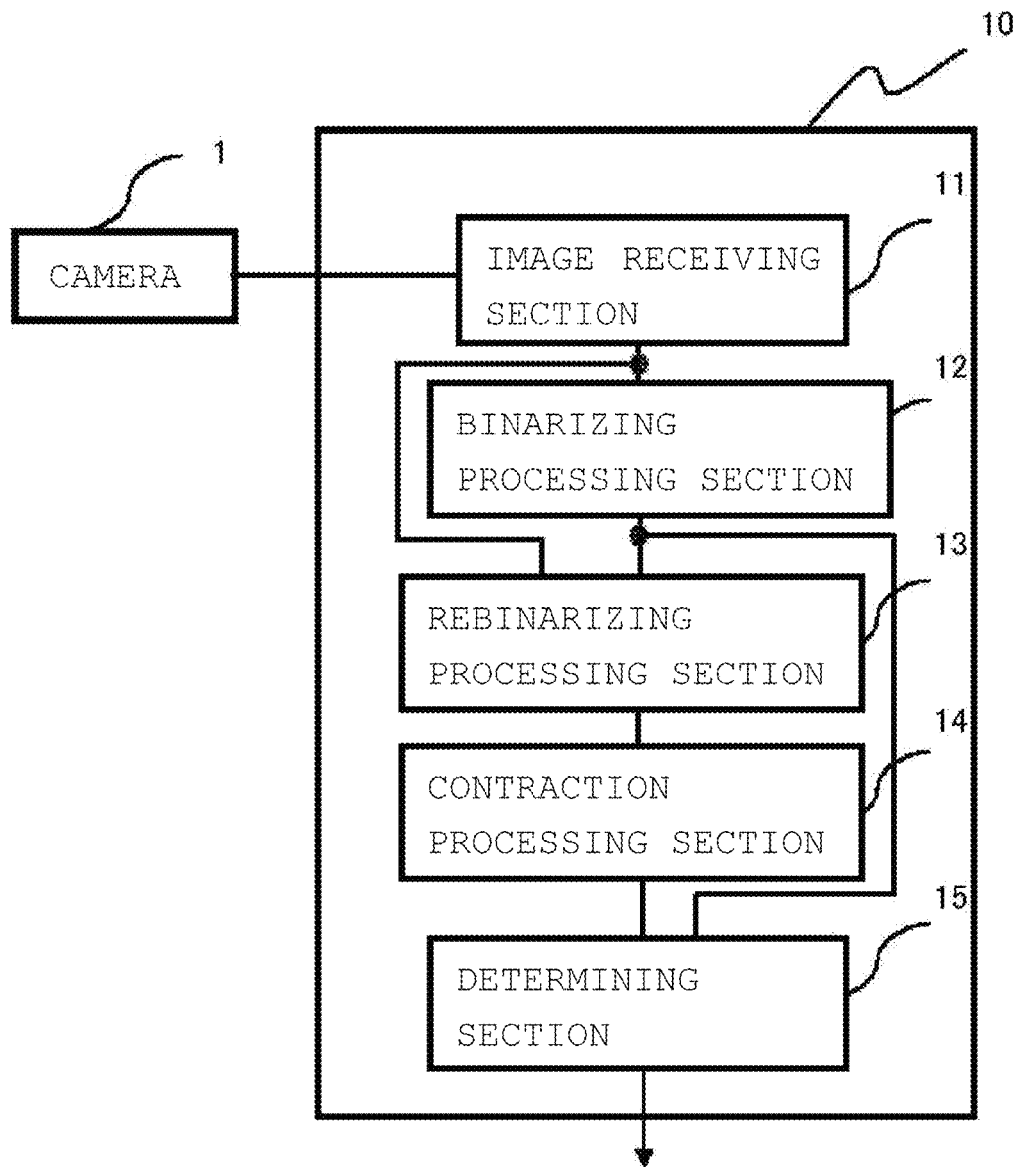 10
1
CAMERA
11
IMAGE RECEIVING
SECTION
12
BINARIZING
PROCESSING SECTION
13
REBINARIZING
PROCESSING SECTION
14
CONTRACTION
PROCESSING SECTION
15
DETERMINING
SECTION